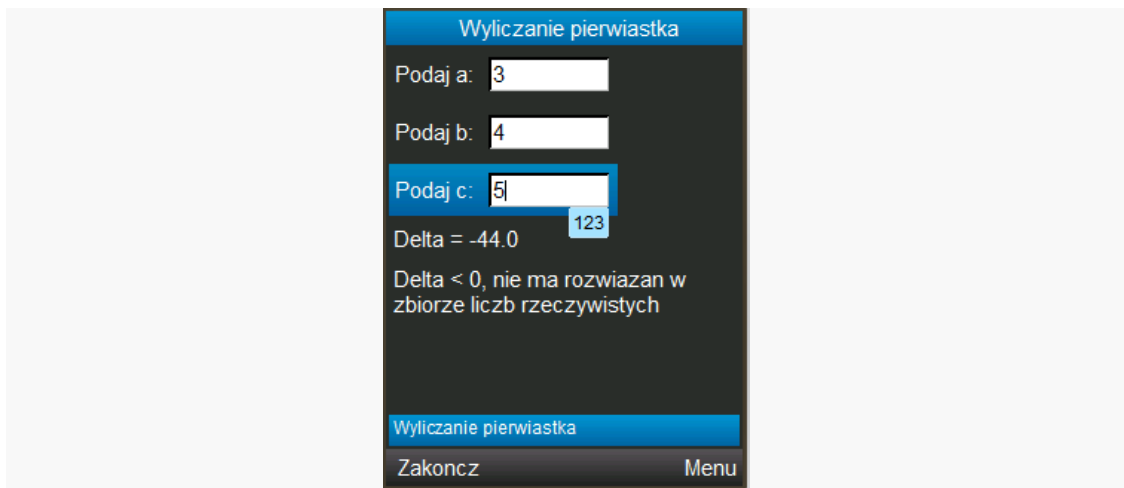 Wyliczanie pierwiastka
Podaj a: 3
Podaj b: 4
Podaj c: 5
123
Delta = -44.0
Delta < 0, nie ma rozwiazan w
zbiorze liczb rzeczywistych
Wyliczanie pierwiastka
Zakoncz Menu